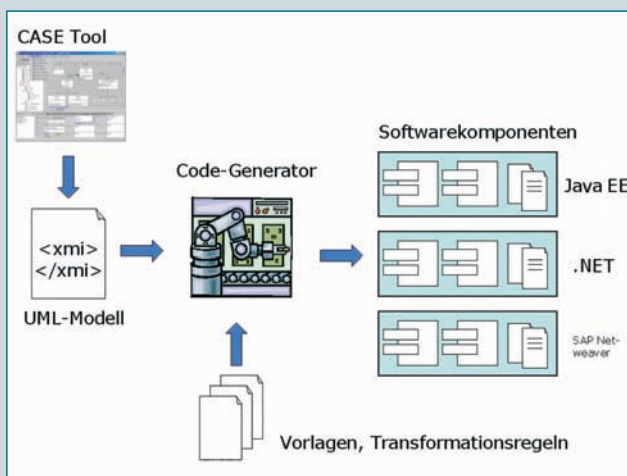 CASE Tool
Softwarekomponenten
Code-Generator
Java EE
<xmi>
</xmi>
.NET
UML-Modell
SAP Net-
weaver
Vorlagen, Transformationsregeln